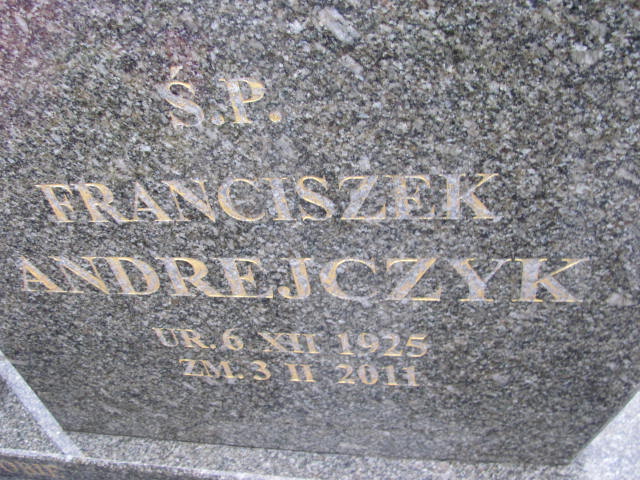 Ś.P.
FRANCISZEK
ANDREJCZYK
UR. 6 XII 1925
ZM. 3 II 2011